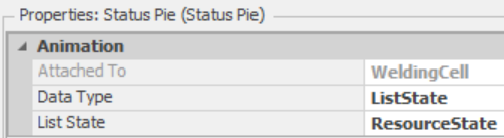 Properties: Status Pie (Status Pie)
Animation
Attached To WeldingCell
Data Type ListState
List State ResourceState